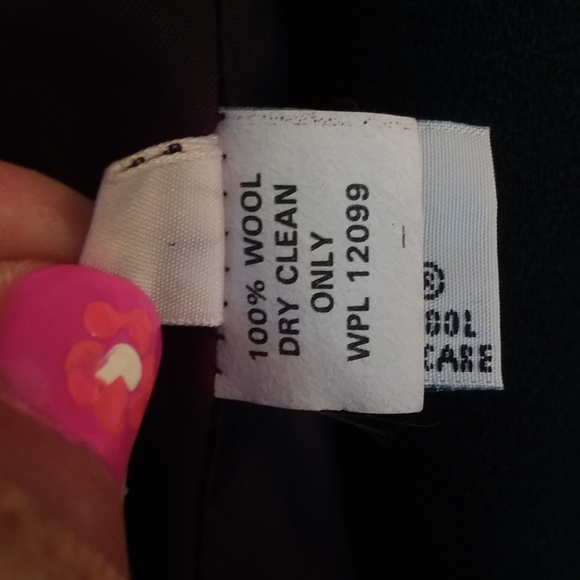 100% WOOL
DRY CLEAN
ONLY
WPL 12099
®
OOL
CARE